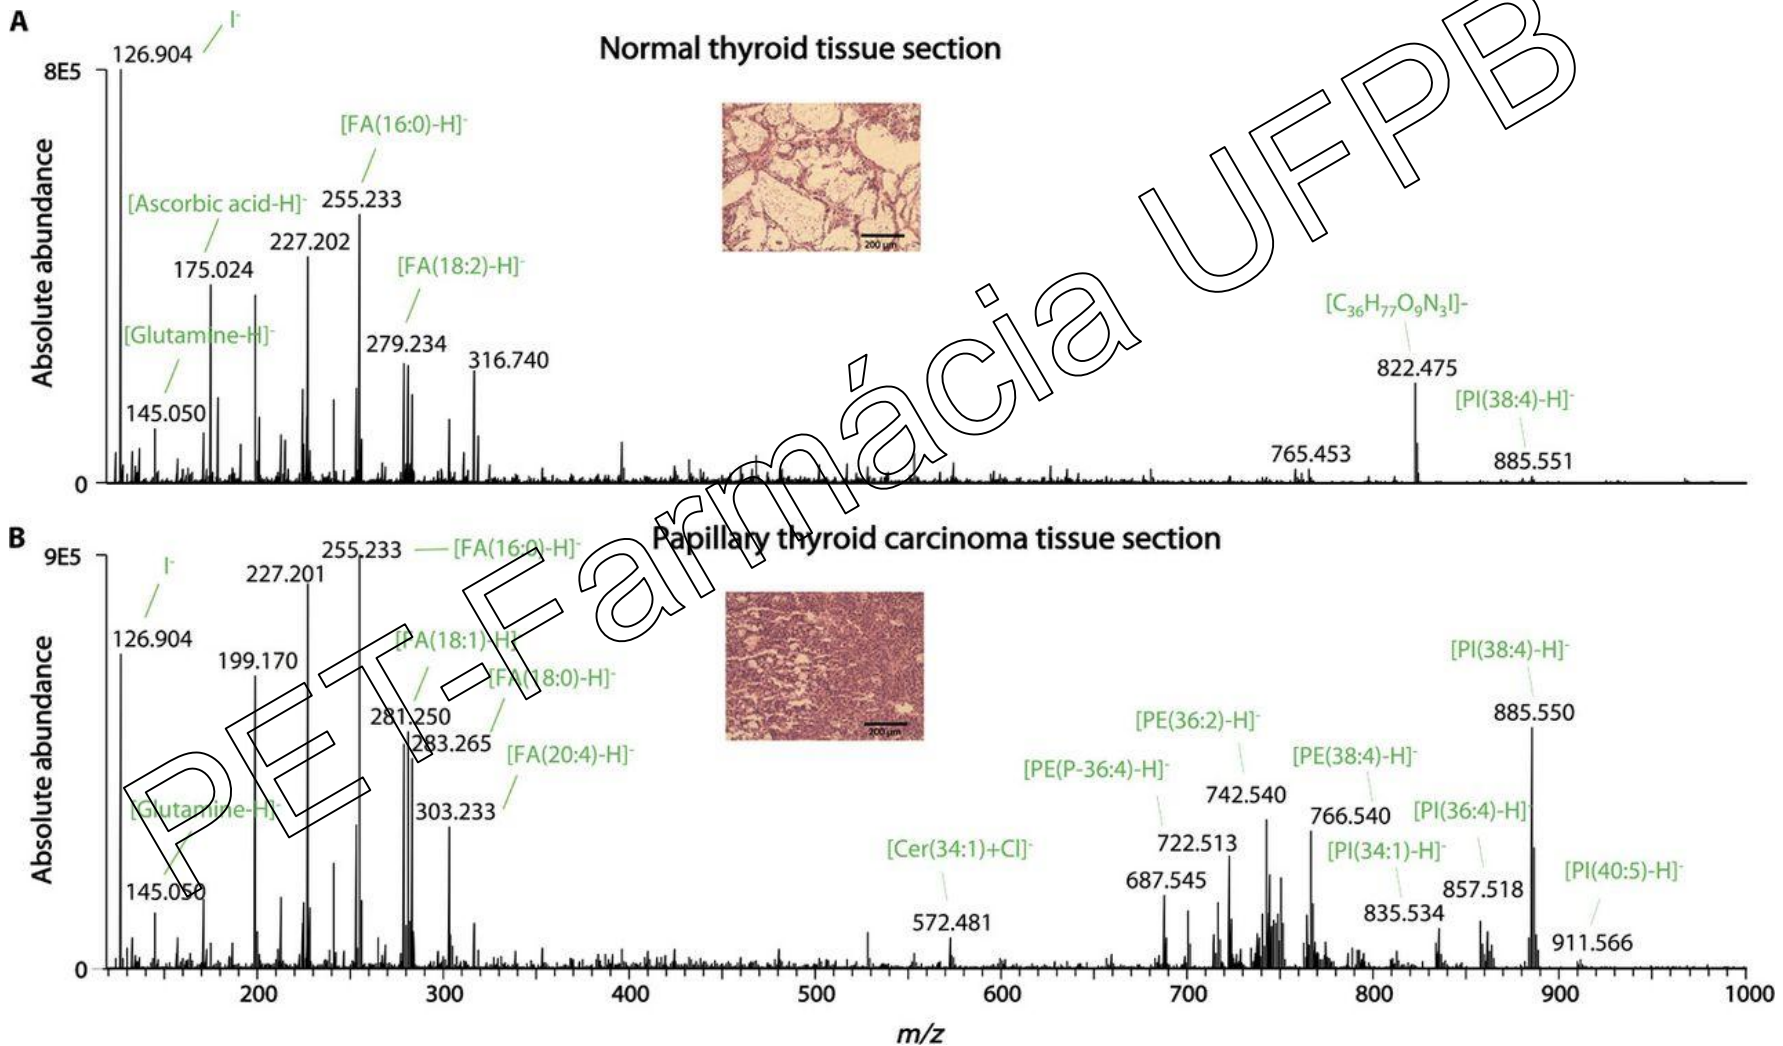 A
I-
126.904
Normal thyroid tissue section
8E5
[FA(16:0)-H]-
[Ascorbic acid-H]-
255.233
227.202
[FA(18:2)-H]-
175.024
[C36H77O9N3I]-
[Glutamine-H]-
279.234
316.740
822.475
[PI(38:4)-H]-
145.050
765.453
885.551
200 µm
Absolute abundance
0
B
Papillary thyroid carcinoma tissue section
9E5
I-
255.233
[FA(16:0)-H]-
227.201
126.904
[FA(18:1)-H]
199.170
[PI(38:4)-H]-
[FA(18:0)-H]-
281.250
885.550
[PE(36:2)-H]-
283.265
[FA(20:4)-H]-
[PE(P-36:4)-H]-
[PE(38:4)-H]-
742.540
[Glutamine-H]-
303.233
766.540
[PI(36:4)-H]-
722.513
[Cer(34:1)+Cl]-
[PI(34:1)-H]-
[PI(40:5)-H]-
687.545
857.518
145.050
572.481
835.534
911.566
200 µm
Absolute abundance
0
200 300 400 500 600 700 800 900 1000
m/z
PET-Farmácia UFPB